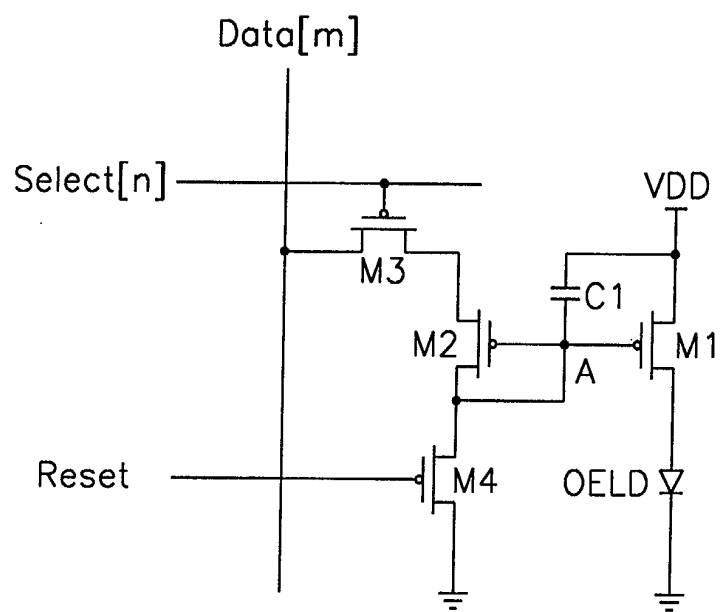 Data[m]
Select[n]
VDD
M3
C1
M2
M1
A
Reset
M4
OELD